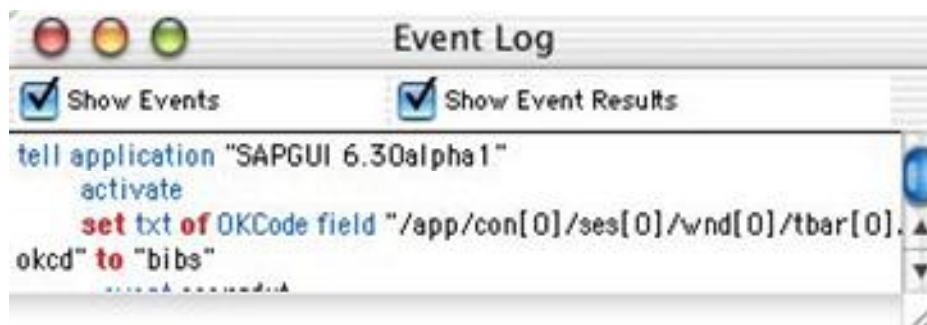 Event Log
Show Events Show Event Results
tell application "SAPGUI 6.30alpha1"
activate
set txt of OKCode field "/app/con[0]/ses[0]/wnd[0]/tbar[0].
okcd" to "bibs"